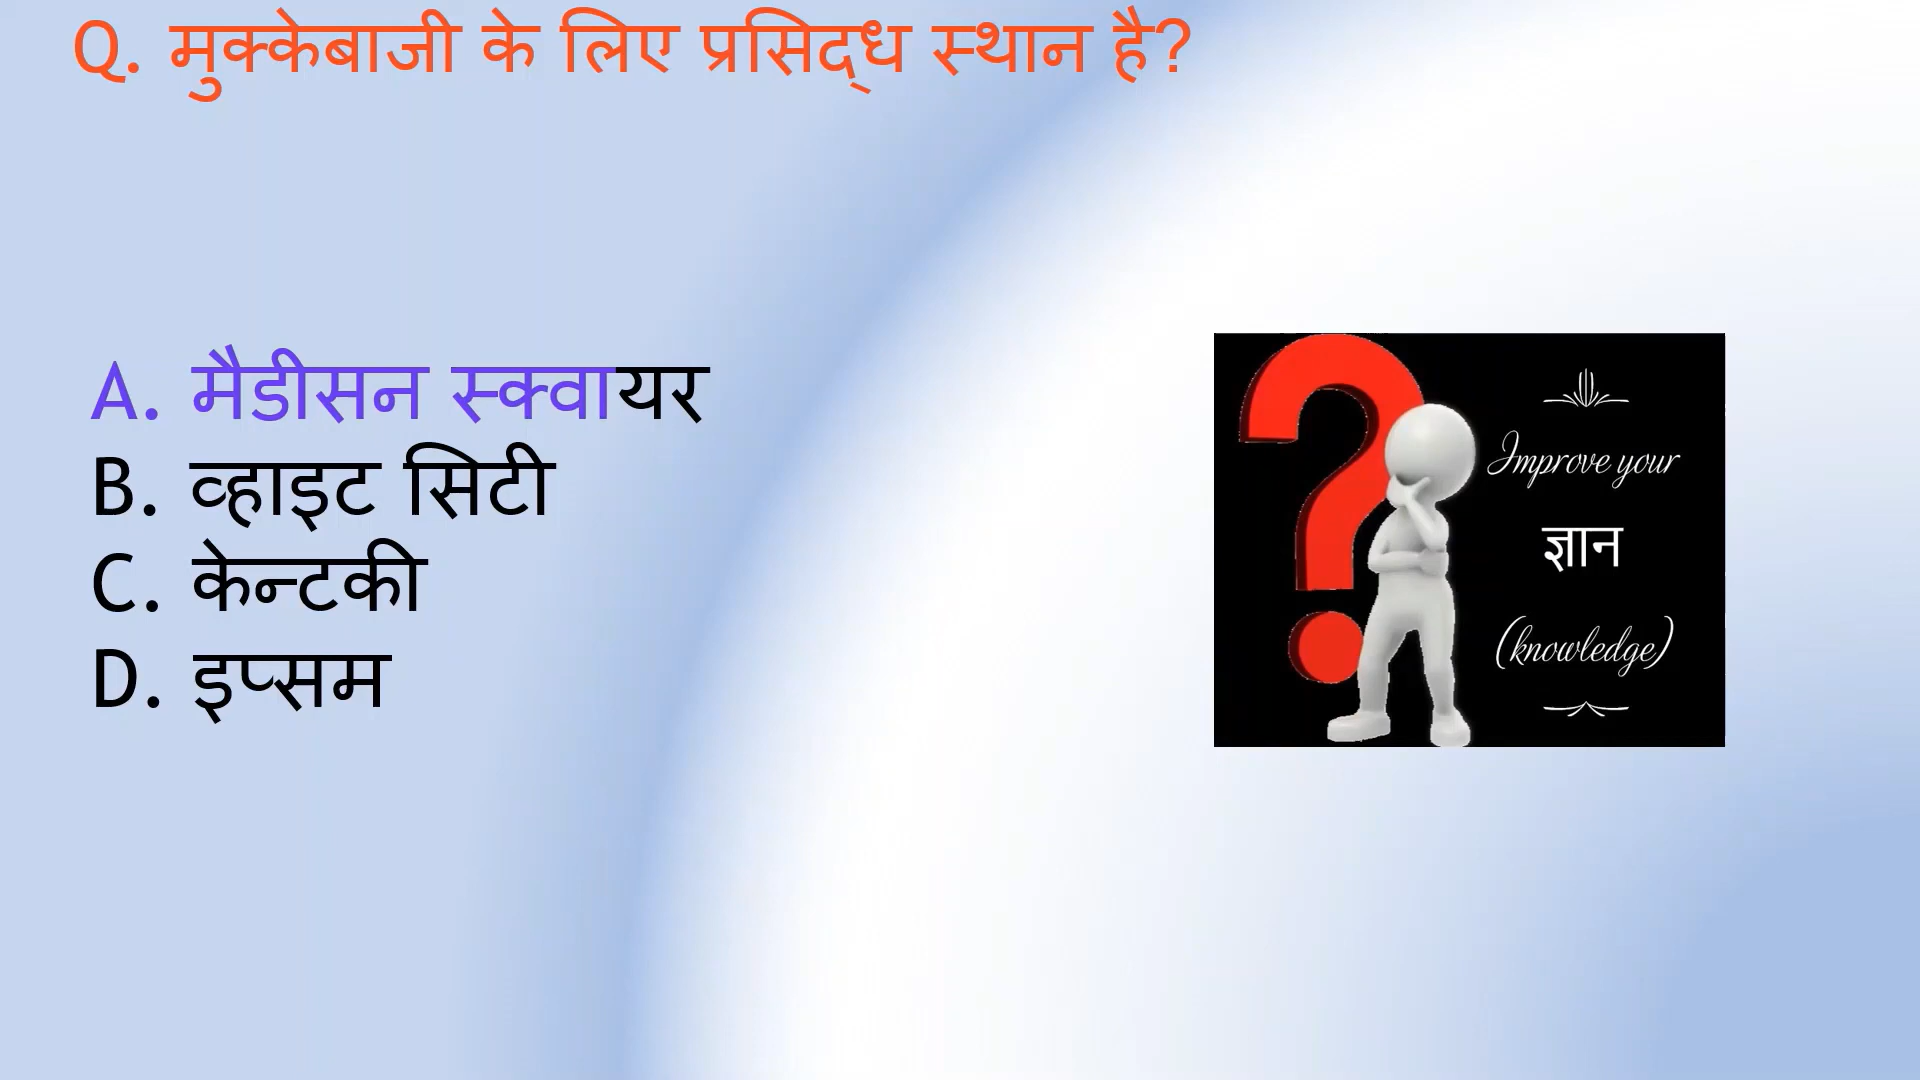 Q. मुक्केबाजी के लिए प्रसिद्ध स्थान है?
A. मैडीसन स्क्वायर
B. व्हाइट सिटी
C. केन्टकी
D. इप्सम
Improve your
ज्ञान
(knowledge)